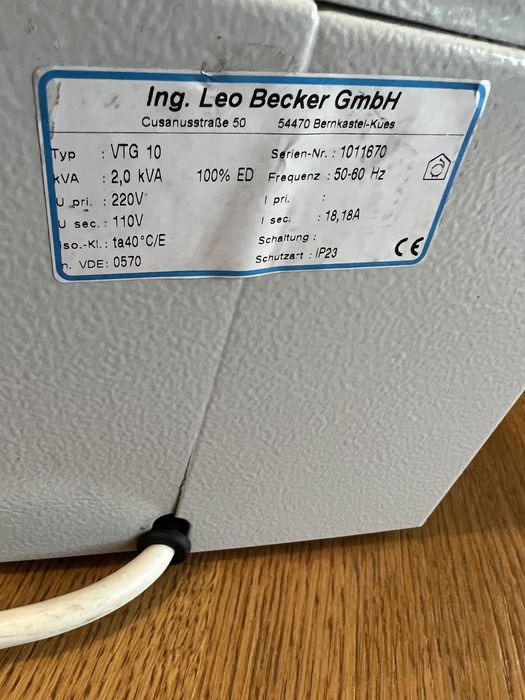 Ing. Leo Becker GmbH
Cusanusstraße 50 54470 Bernkastel-Kues
Typ : VTG 10 Serien-Nr. : 1011670
kVA : 2,0 kVA 100% ED Frequenz : 50-60 Hz
U pri. : 220V I pri. :
U sec. : 110V I sec. : 18,18A
Iso.-Kl. : ta40°C/E Schaltung :
n. VDE: 0570 Schutzart : IP23 CE